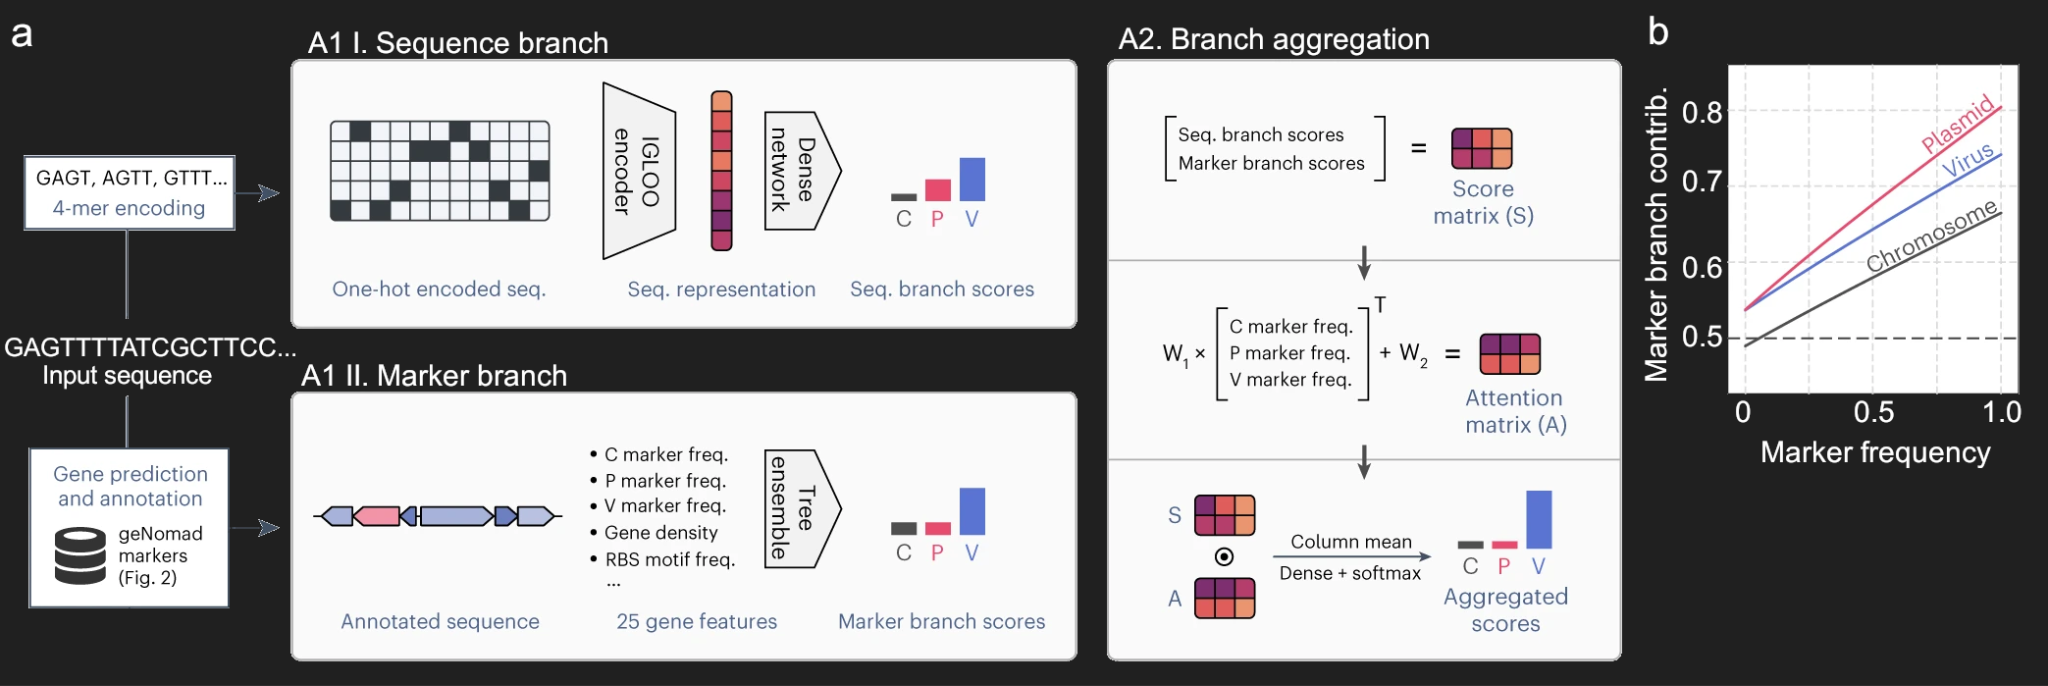 a
A1 I. Sequence branch
GAGT, AGTT, GTTT...
4-mer encoding
IGLOO
encoder
Dense
network
C P V
One-hot encoded seq.
Seq. representation
Seq. branch scores
GAGTTTTATCGCTTCC...
Input sequence
A1 II. Marker branch
Gene prediction
and annotation
geNomad
markers
(Fig. 2)
• C marker freq.
• P marker freq.
• V marker freq.
• Gene density
• RBS motif freq.
...
Tree
ensemble
C P V
Annotated sequence
25 gene features
Marker branch scores
A2. Branch aggregation
Seq. branch scores
Marker branch scores
=
Score
matrix (S)
W1 ×
C marker freq.
P marker freq.
V marker freq.
T
+ W2 =
Attention
matrix (A)
S
A
Column mean
Dense + softmax
C P V
Aggregated
scores
b
Marker branch contrib.
0.8
0.7
0.6
0.5
Plasmid
Virus
Chromosome
0 0.5 1.0
Marker frequency